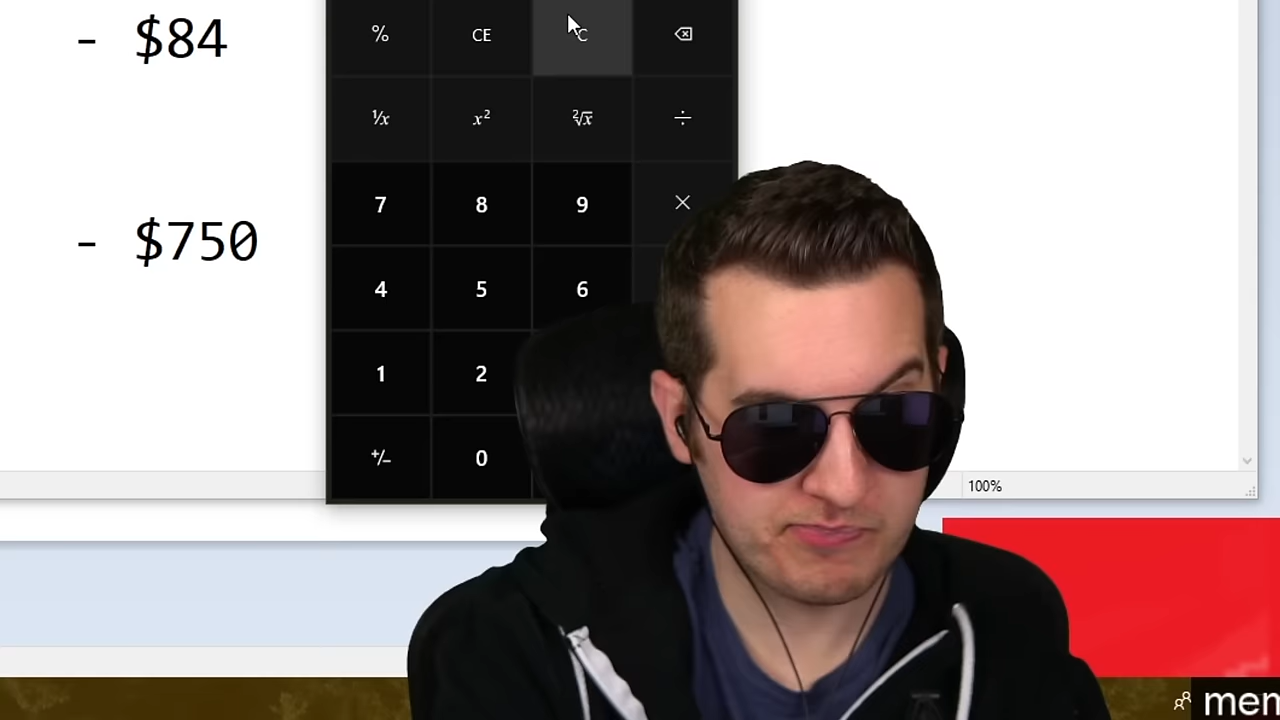 - $84
- $750
% CE C
⅟x x² ²√x ÷
7 8 9 ×
4 5 6
1 2
+/- 0
100%
men